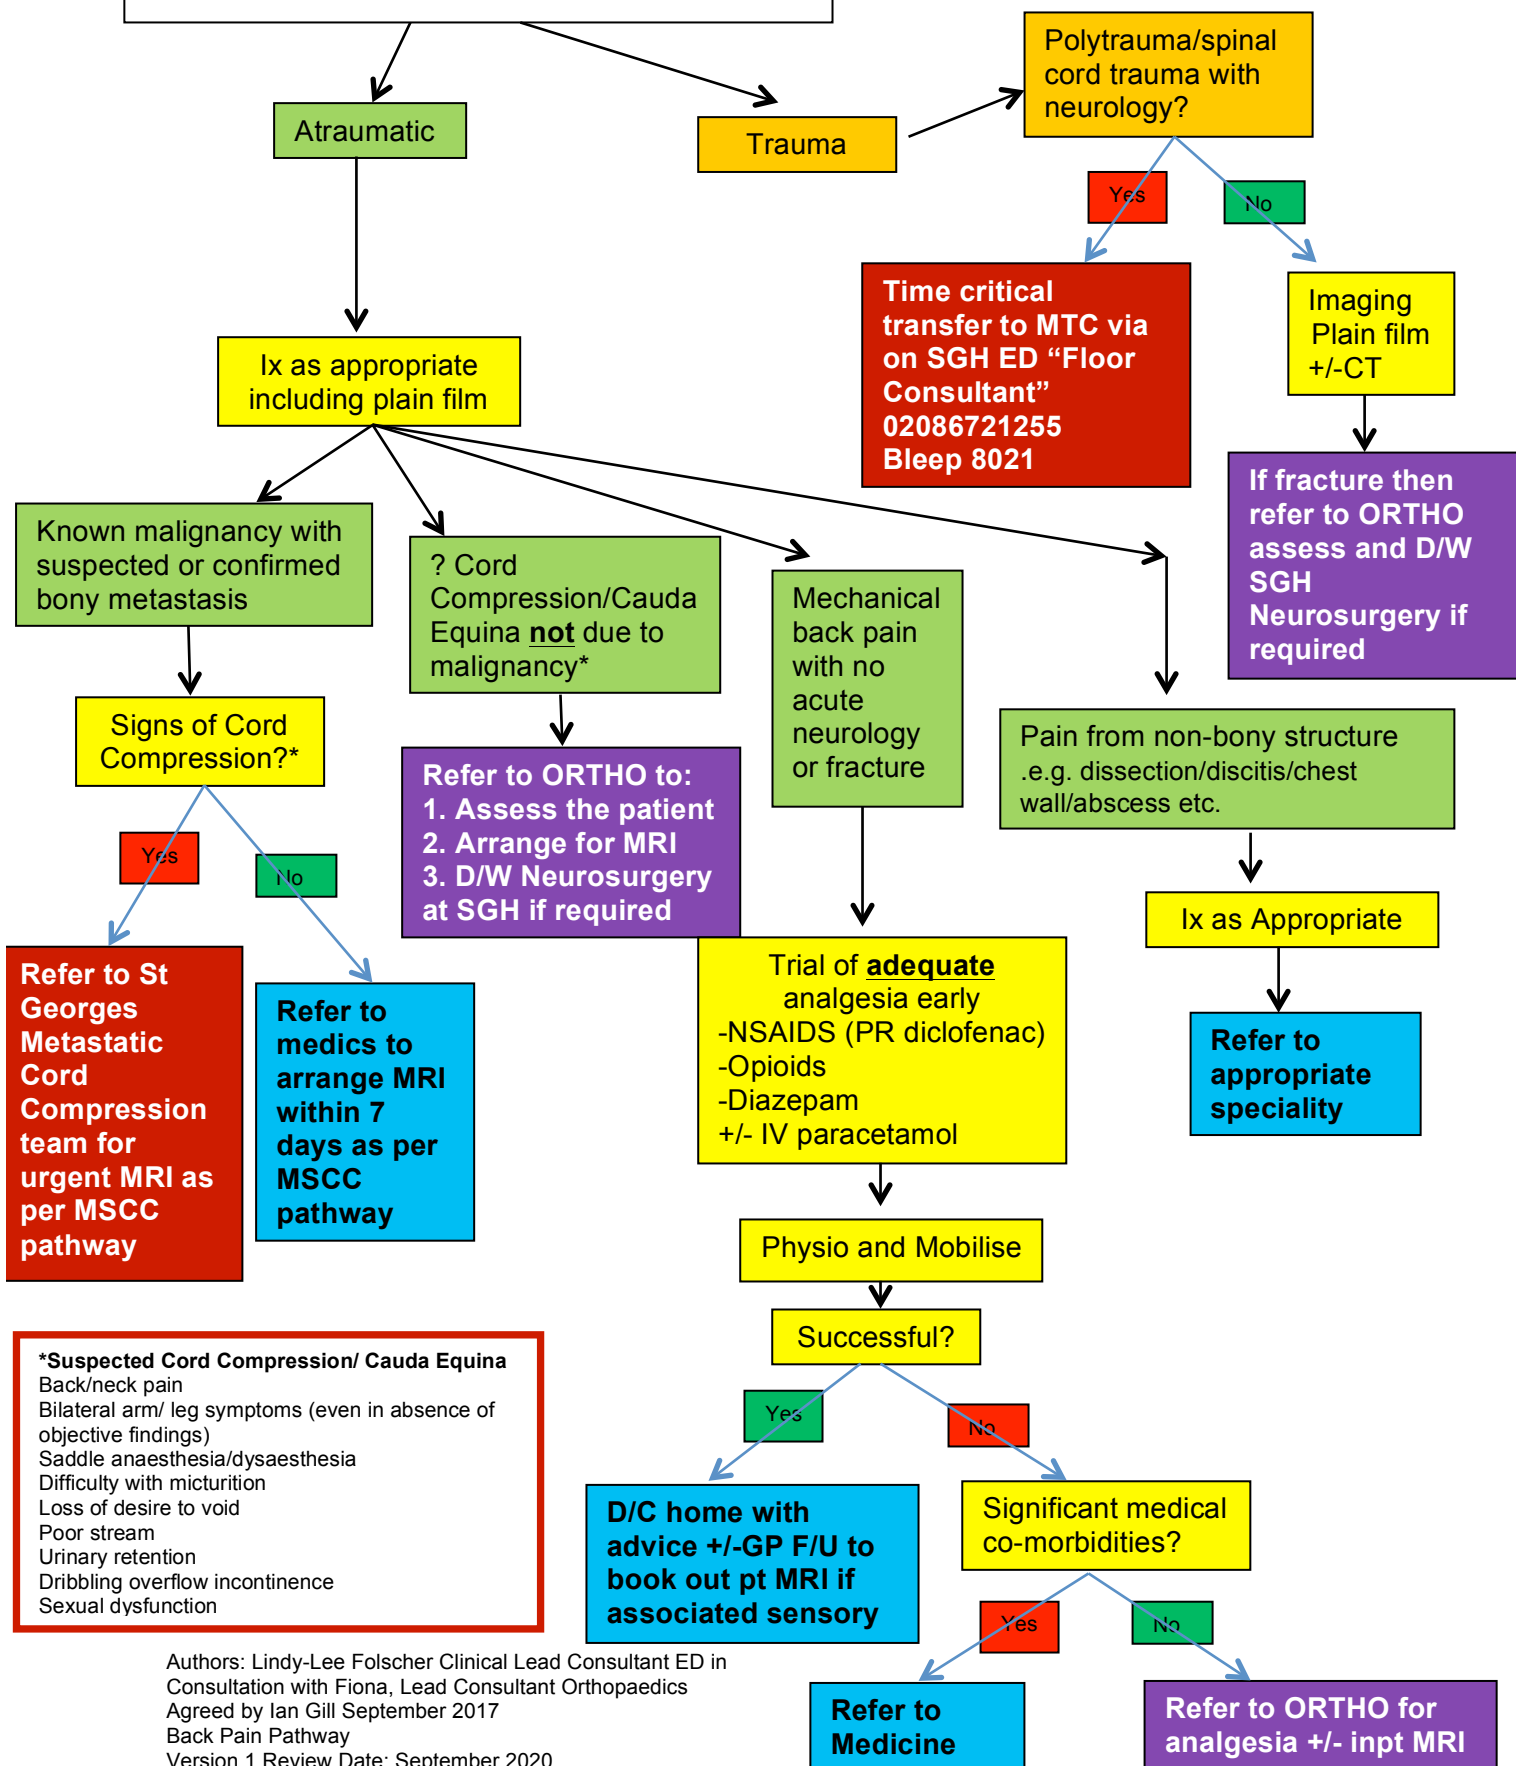 Polytrauma/spinal
cord trauma with
neurology?
Atraumatic
Trauma
Yes
No
Time critical
transfer to MTC via
on SGH ED “Floor
Consultant”
02086721255
Bleep 8021
Imaging
Plain film
+/-CT
Ix as appropriate
including plain film
If fracture then
refer to ORTHO
assess and D/W
SGH
Neurosurgery if
required
Known malignancy with
suspected or confirmed
bony metastasis
? Cord
Compression/Cauda
Equina not due to
malignancy*
Mechanical
back pain
with no
acute
neurology
or fracture
Pain from non-bony structure
.e.g. dissection/discitis/chest
wall/abscess etc.
Signs of Cord
Compression?*
Refer to ORTHO to:
1. Assess the patient
2. Arrange for MRI
3. D/W Neurosurgery
at SGH if required
Yes
No
Ix as Appropriate
Refer to St
Georges
Metastatic
Cord
Compression
team for
urgent MRI as
per MSCC
pathway
Refer to
medics to
arrange MRI
within 7
days as per
MSCC
pathway
Trial of adequate
analgesia early
-NSAIDS (PR diclofenac)
-Opioids
-Diazepam
+/- IV paracetamol
Refer to
appropriate
speciality
Physio and Mobilise
Successful?
Yes
No
*Suspected Cord Compression/ Cauda Equina
Back/neck pain
Bilateral arm/ leg symptoms (even in absence of
objective findings)
Saddle anaesthesia/dysaesthesia
Difficulty with micturition
Loss of desire to void
Poor stream
Urinary retention
Dribbling overflow incontinence
Sexual dysfunction
D/C home with
advice +/-GP F/U to
book out pt MRI if
associated sensory
Significant medical
co-morbidities?
Yes
No
Refer to
Medicine
Refer to ORTHO for
analgesia +/- inpt MRI
Authors: Lindy-Lee Folscher Clinical Lead Consultant ED in
Consultation with Fiona, Lead Consultant Orthopaedics
Agreed by Ian Gill September 2017
Back Pain Pathway
Version 1 Review Date: September 2020